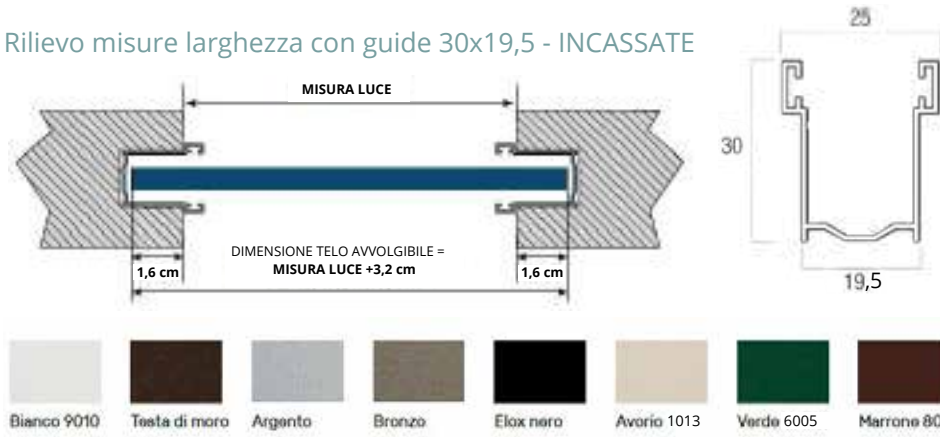 Rilievo misure larghezza con guide 30x19,5 - INCASSATE
MISURA LUCE
DIMENSIONE TELO AVVOLGIBILE =
MISURA LUCE +3,2 cm
1,6 cm
1,6 cm
25
30
19,5
Bianco 9010
Testa di moro
Argento
Bronzo
Elox nero
Avorio 1013
Verde 6005
Marrone 80